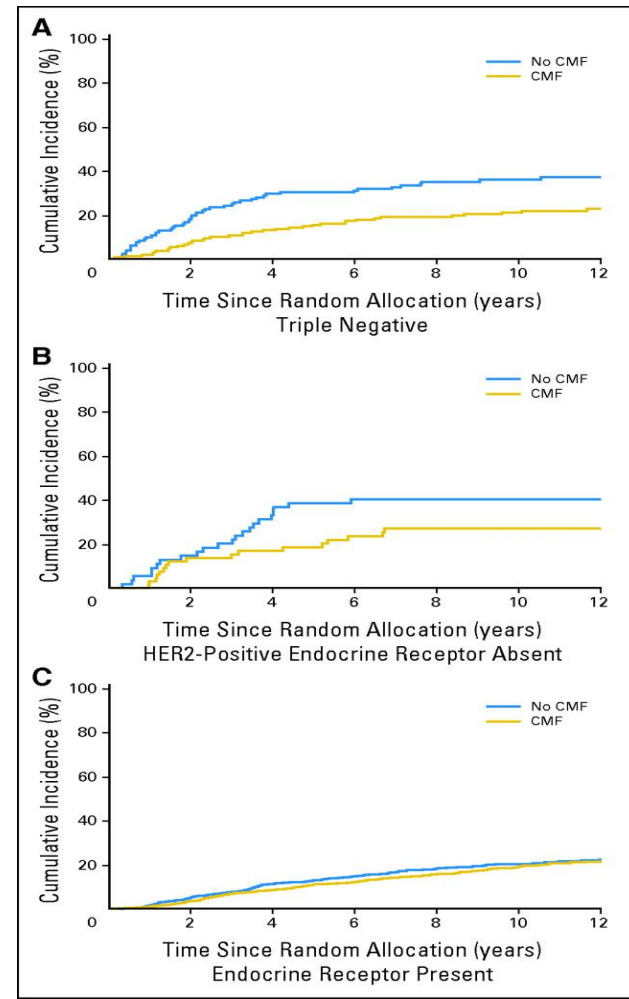 A
Cumulative Incidence (%)
100
80
60
40
20
0
2
4
6
8
10
12
No CMF
CMF
Time Since Random Allocation (years)
Triple Negative
B
Cumulative Incidence (%)
100
80
60
40
20
0
2
4
6
8
10
12
No CMF
CMF
Time Since Random Allocation (years)
HER2-Positive Endocrine Receptor Absent
C
Cumulative Incidence (%)
100
80
60
40
20
0
2
4
6
8
10
12
No CMF
CMF
Time Since Random Allocation (years)
Endocrine Receptor Present